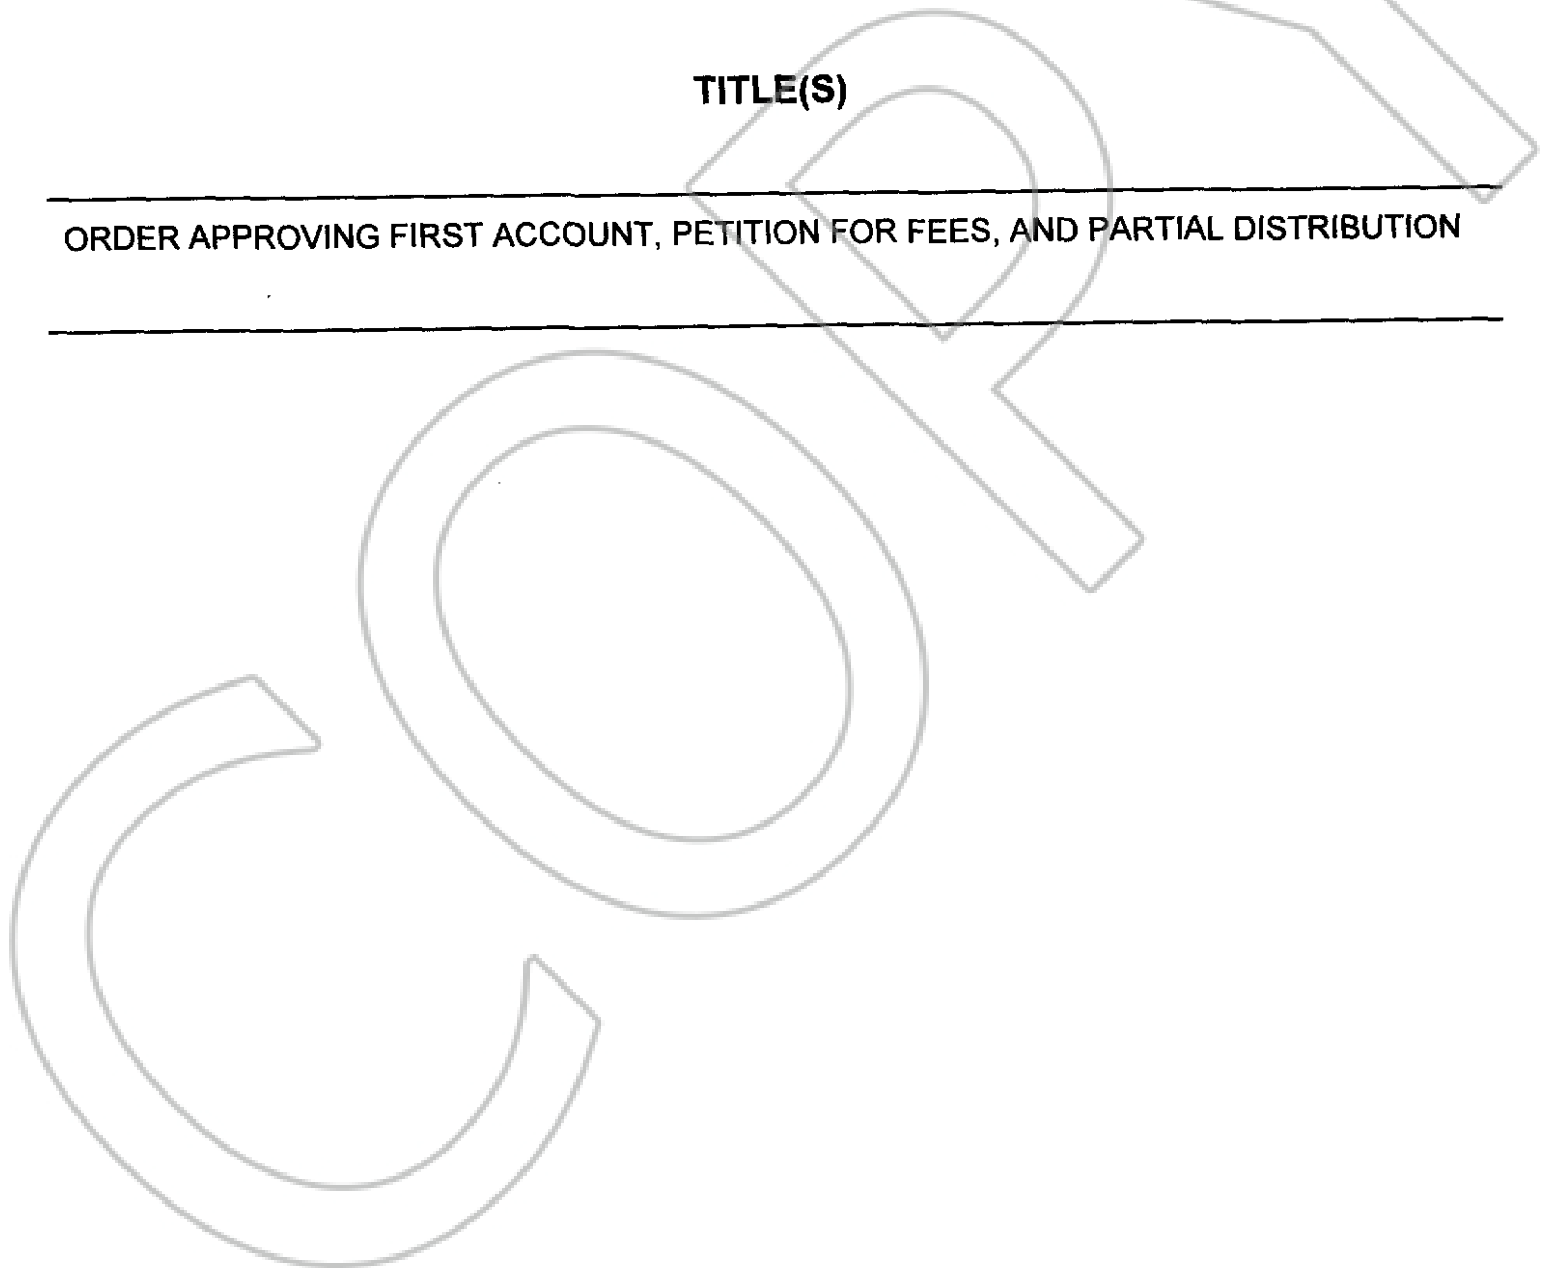 TITLE(S)
ORDER APPROVING FIRST ACCOUNT, PETITION FOR FEES, AND PARTIAL DISTRIBUTION
COPY